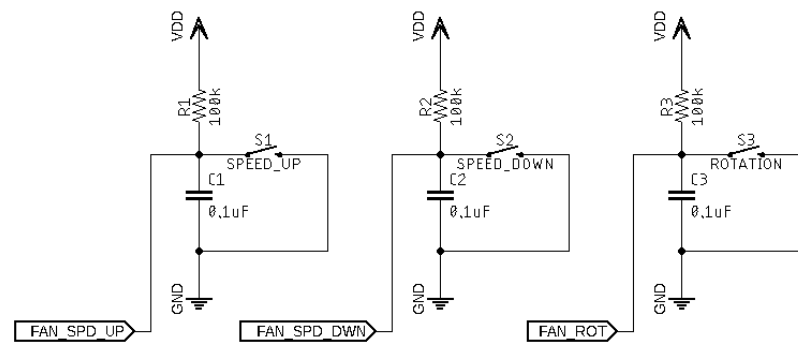 VDD
R1
100k
S1
SPEED_UP
C1
0.1uF
GND
FAN_SPD_UP
VDD
R2
100k
S2
SPEED_DOWN
C2
0.1uF
GND
FAN_SPD_DWN
VDD
R3
100k
S3
ROTATION
C3
0.1uF
GND
FAN_ROT